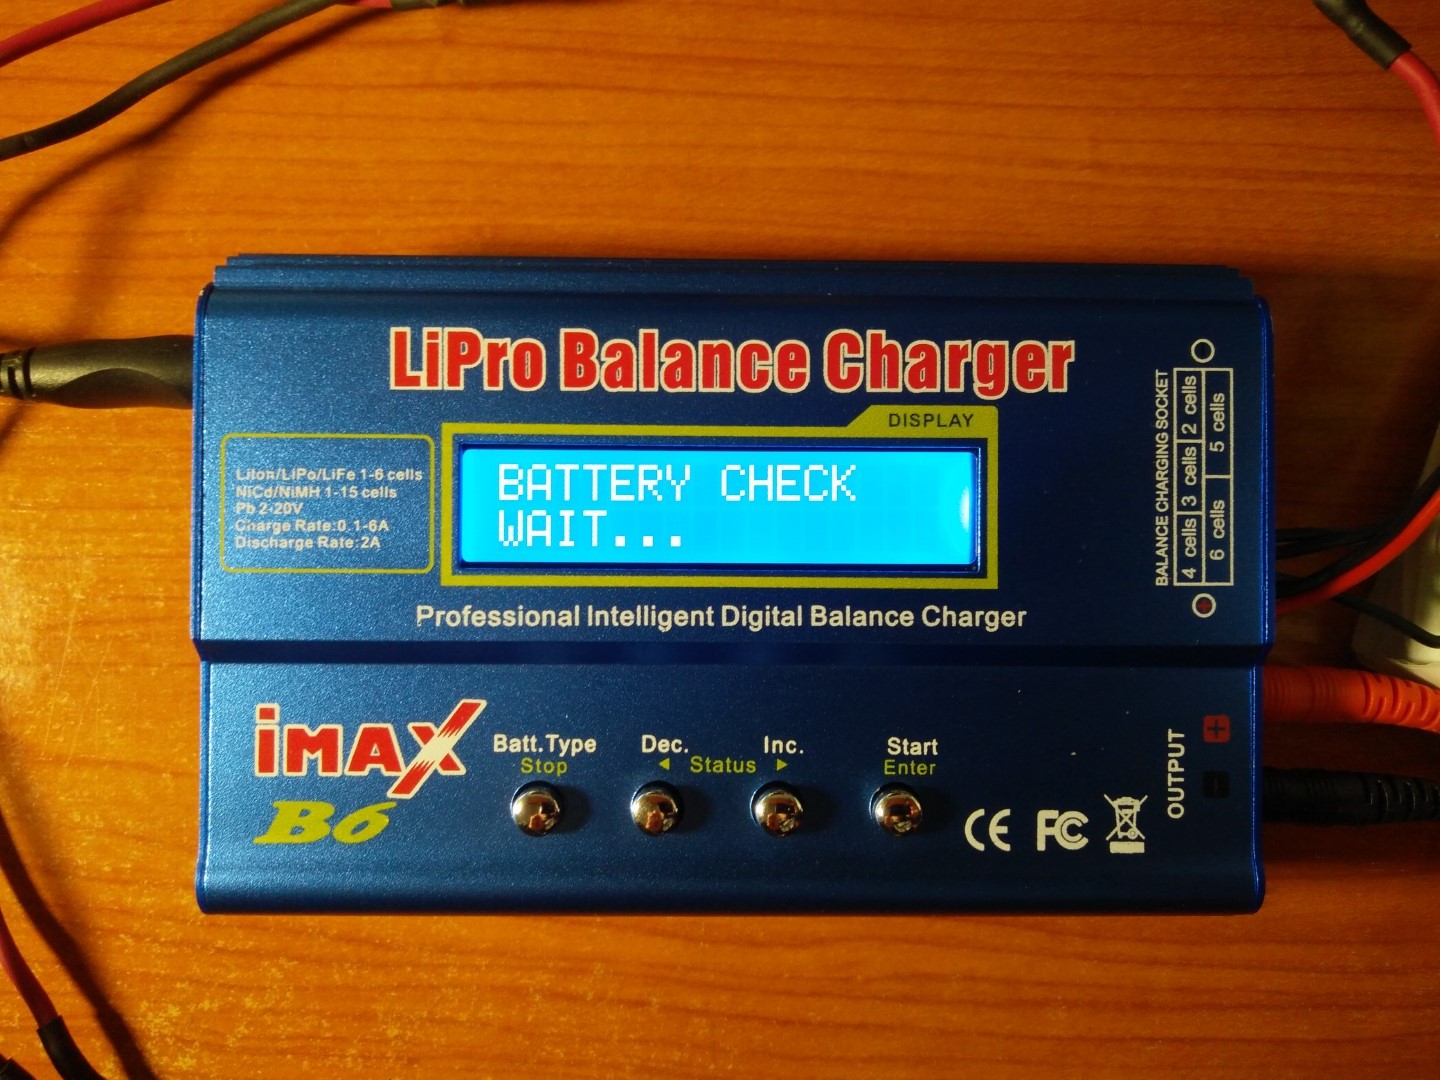 LiPro Balance Charger
DISPLAY
BATTERY CHECK
WAIT...
LiIon/LiPo/LiFe 1-6 cells
NiCd/NiMH 1-15 cells
Pb 2-20V
Charge Rate:0.1-6A
Discharge Rate:2A
Professional Intelligent Digital Balance Charger
BALANCE CHARGING SOCKET
4 cells 3 cells 2 cells
6 cells 5 cells
iMAX
B6
Batt.Type Dec. Inc. Start
Stop ◄ Status ► Enter
CE FC
OUTPUT
+ -